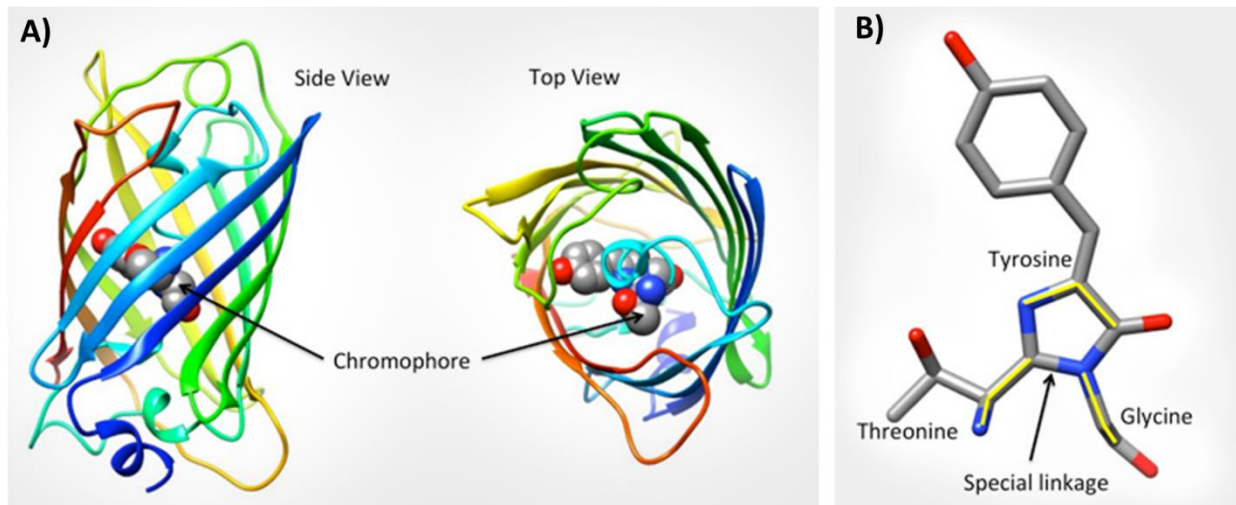 A)
Side View
Top View
Chromophore
B)
Tyrosine
Threonine
Glycine
Special linkage